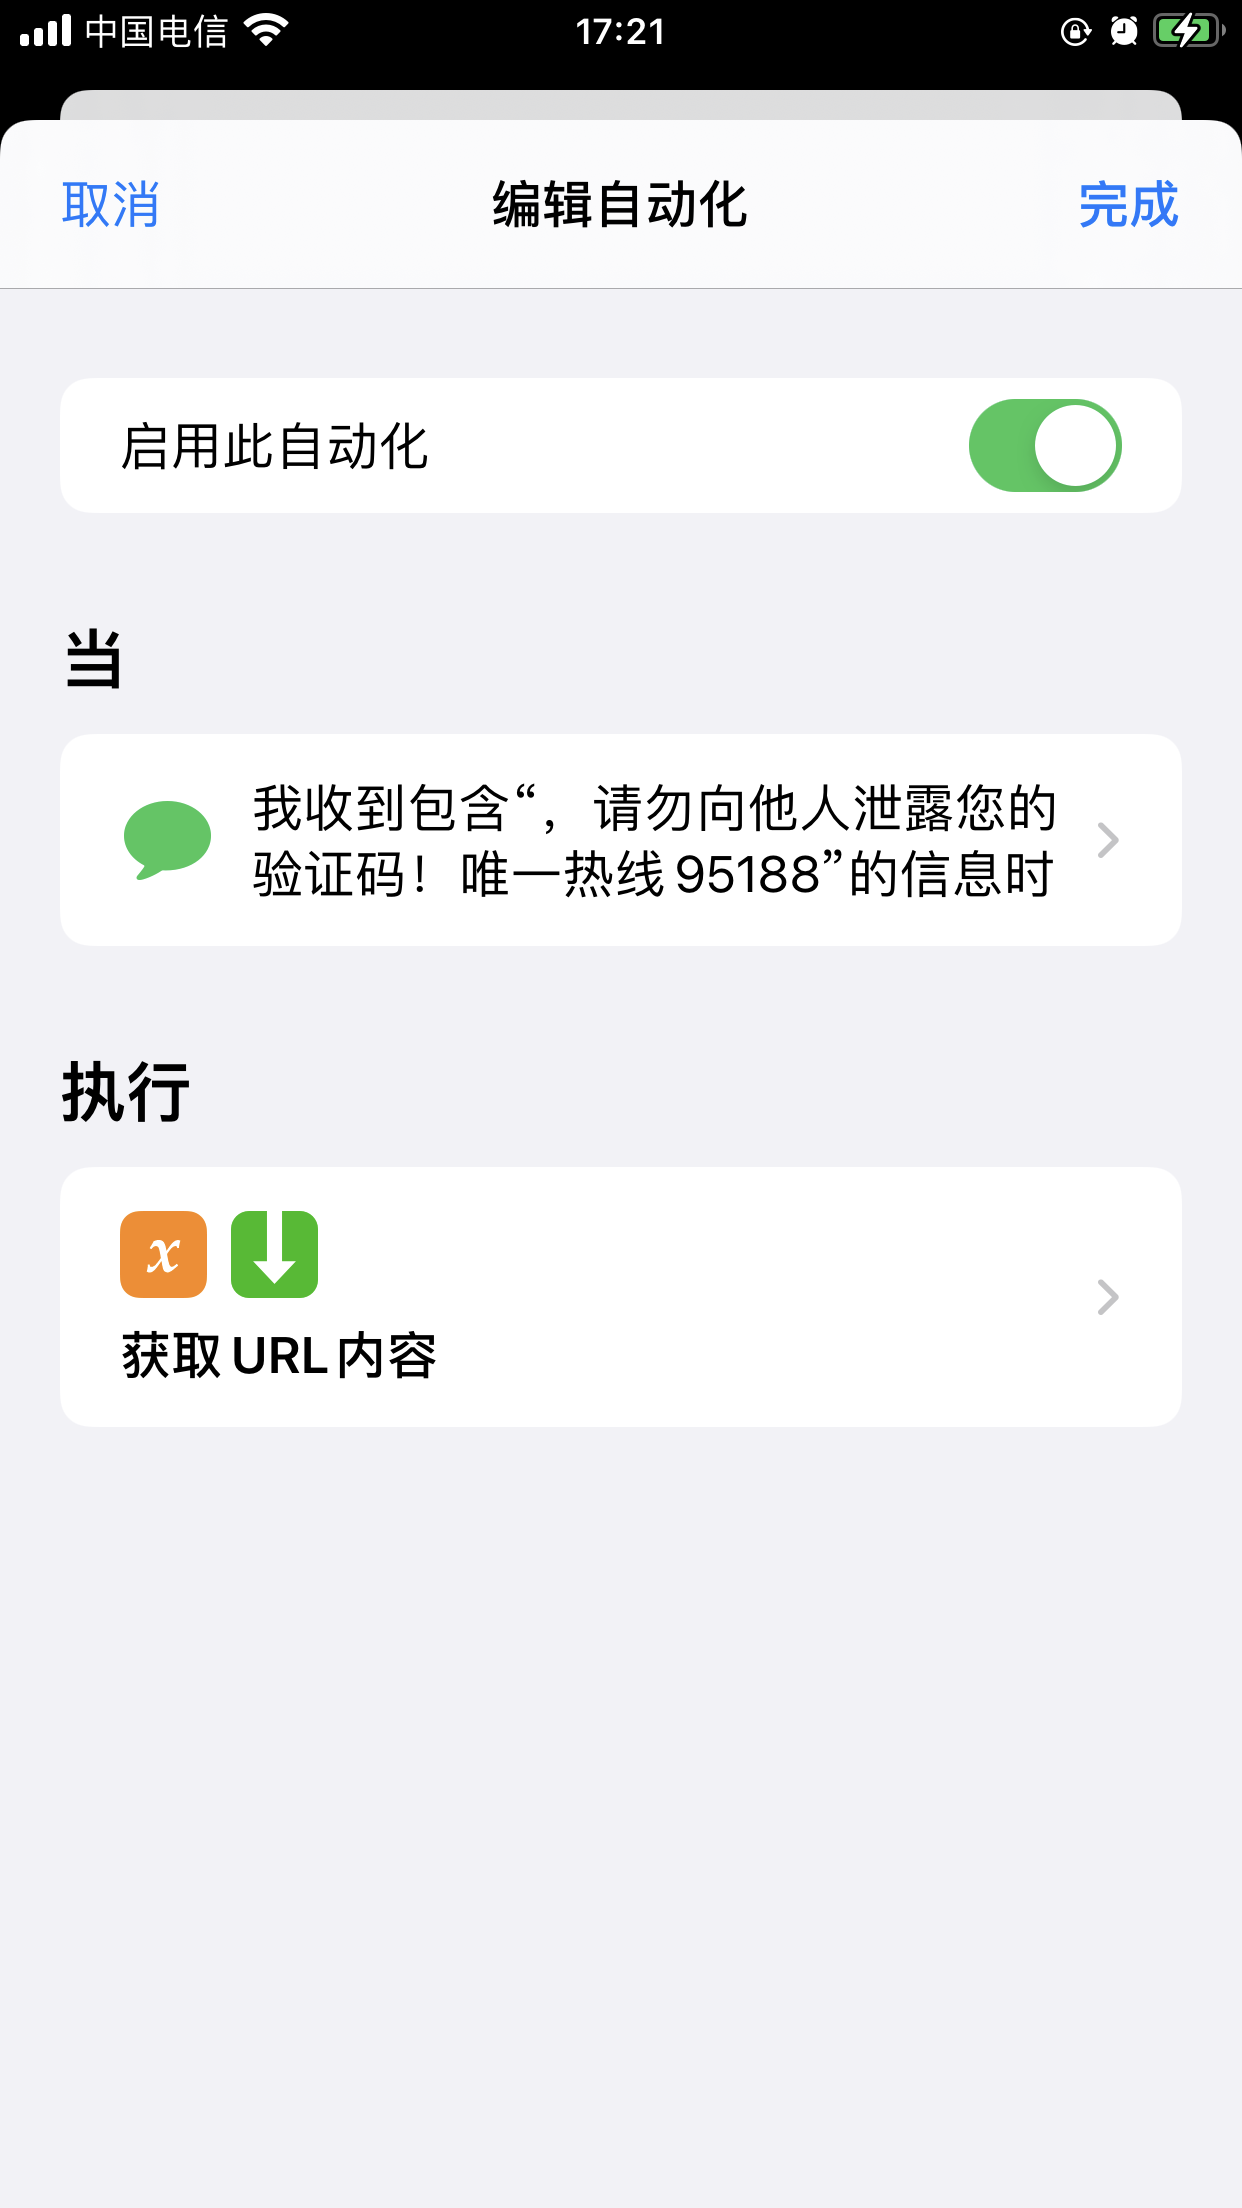 中国电信 17:21
取消 编辑自动化 完成
启用此自动化
当
我收到包含“，请勿向他人泄露您的
验证码！唯一热线 95188”的信息时
执行
x
获取 URL 内容